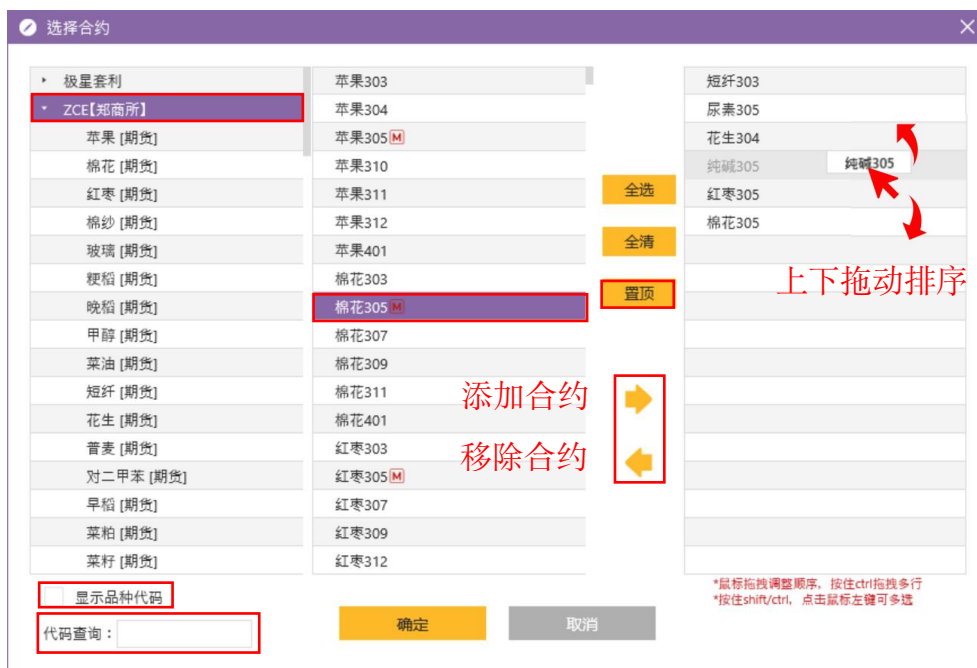 选择合约
极星套利
ZCE【郑商所】
苹果 [期货]
棉花 [期货]
红枣 [期货]
棉纱 [期货]
玻璃 [期货]
粳稻 [期货]
晚稻 [期货]
甲醇 [期货]
菜油 [期货]
短纤 [期货]
花生 [期货]
普麦 [期货]
对二甲苯 [期货]
早稻 [期货]
菜粕 [期货]
菜籽 [期货]
显示品种代码
代码查询：
苹果303
苹果304
苹果305 M
苹果310
苹果311
苹果312
苹果401
棉花303
棉花305 M
棉花307
棉花309
棉花311
棉花401
红枣303
红枣305 M
红枣307
红枣309
红枣312
全选
全清
置顶
添加合约
移除合约
短纤303
尿素305
花生304
纯碱305
纯碱305
红枣305
棉花305
上下拖动排序
*鼠标拖拽调整顺序，按住ctrl拖拽多行
*按住shift/ctrl，点击鼠标左键可多选
确定
取消